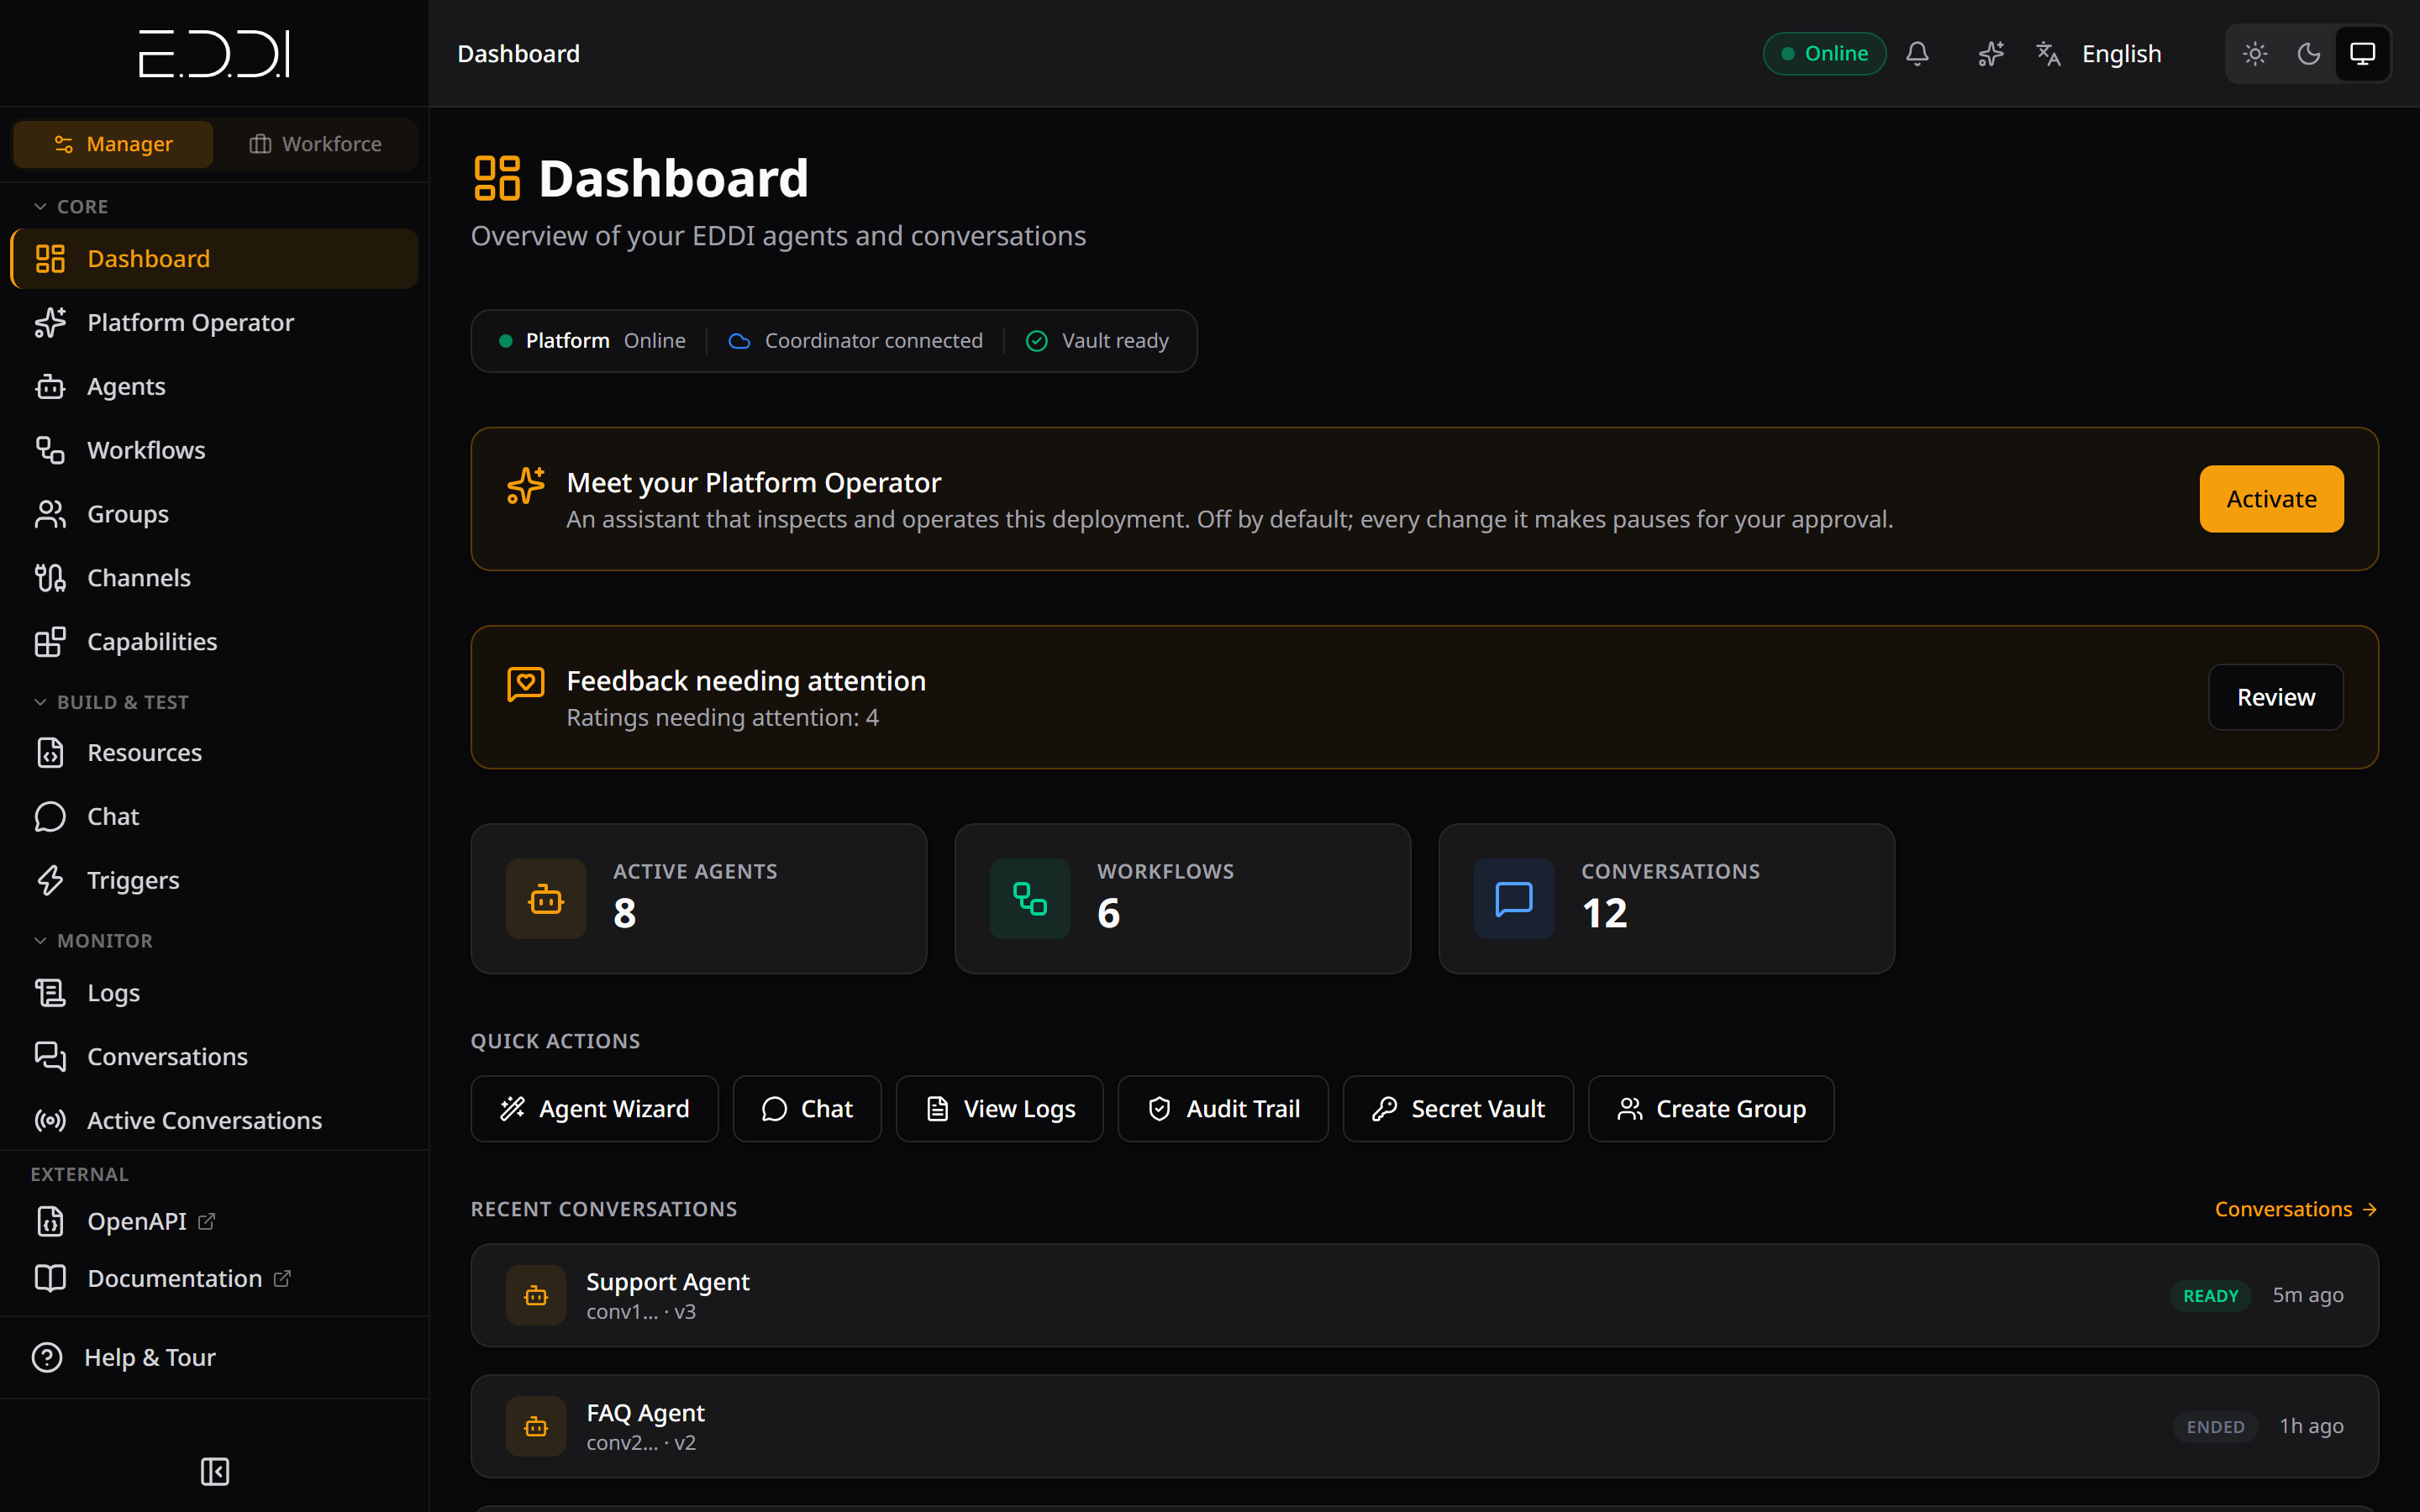 E.D.D.I
Manager
Workforce
CORE
Dashboard
Platform Operator
Agents
Workflows
Groups
Channels
Capabilities
BUILD & TEST
Resources
Chat
Triggers
MONITOR
Logs
Conversations
Active Conversations
EXTERNAL
OpenAPI
Documentation
Help & Tour
Dashboard
Online
English
Dashboard
Overview of your EDDI agents and conversations
Platform Online
Coordinator connected
Vault ready
Meet your Platform Operator
An assistant that inspects and operates this deployment. Off by default; every change it makes pauses for your approval.
Activate
Feedback needing attention
Ratings needing attention: 4
Review
ACTIVE AGENTS
8
WORKFLOWS
6
CONVERSATIONS
12
QUICK ACTIONS
Agent Wizard
Chat
View Logs
Audit Trail
Secret Vault
Create Group
RECENT CONVERSATIONS
Conversations →
Support Agent
conv1... · v3
READY
5m ago
FAQ Agent
conv2... · v2
ENDED
1h ago